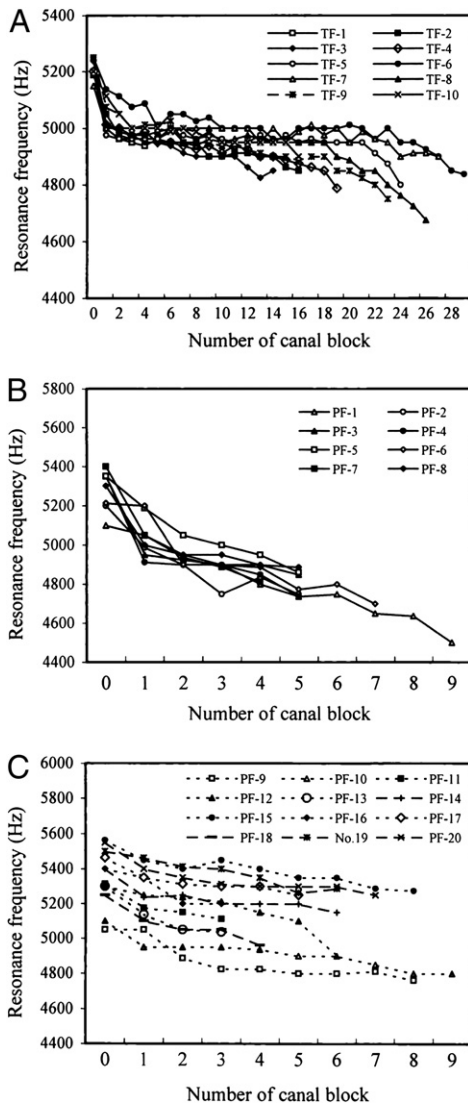 A
5400
5200
5000
4800
4600
4400
Resonance frequency (Hz)
TF-1 TF-2
TF-3 TF-4
TF-5 TF-6
TF-7 TF-8
TF-9 TF-10
0 2 4 6 8 10 12 14 16 18 20 22 24 26 28
Number of canal block
B
5800
5600
5400
5200
5000
4800
4600
4400
Resonance frequency (Hz)
PF-1 PF-2
PF-3 PF-4
PF-5 PF-6
PF-7 PF-8
0 1 2 3 4 5 6 7 8 9
Number of canal block
C
6000
5800
5600
5400
5200
5000
4800
4600
4400
Resonance frequency (Hz)
PF-9 PF-10 PF-11
PF-12 PF-13 PF-14
PF-15 PF-16 PF-17
PF-18 No.19 PF-20
0 1 2 3 4 5 6 7 8 9
Number of canal block